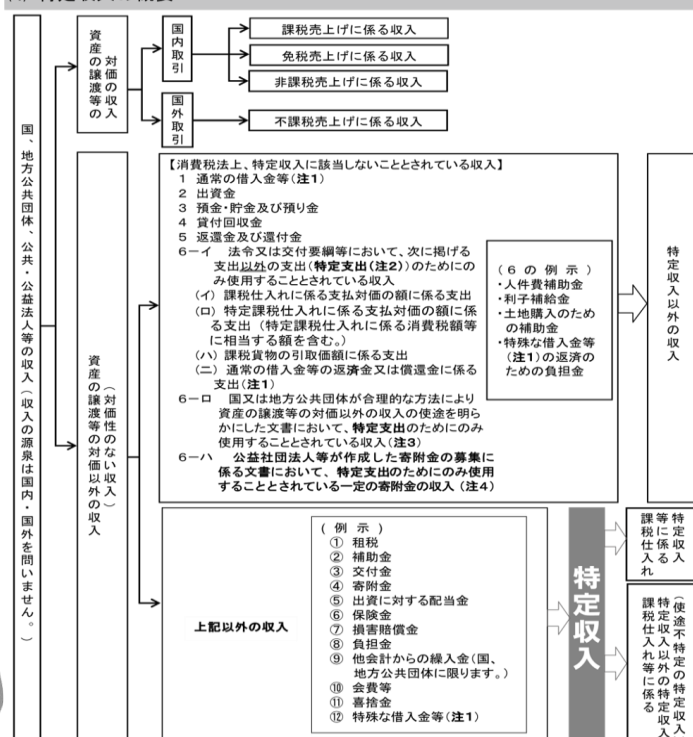 国、地方公共団体、公共・公益法人等の収入（収入の源泉は国内・国外を問いません。）
資産の譲渡等の
対価の収入
国内取引
課税売上げに係る収入
免税売上げに係る収入
非課税売上げに係る収入
国外取引
不課税売上げに係る収入
資産の譲渡等の対価以外の収入
（対価性のない収入）
【消費税法上、特定収入に該当しないこととされている収入】
1 通常の借入金等(注1)
2 出資金
3 預金・貯金及び預り金
4 貸付回収金
5 返還金及び還付金
6－イ 法令又は交付要綱等において、次に掲げる
支出以外の支出(特定支出(注2))のためにの
み使用することとされている収入
(イ) 課税仕入れに係る支払対価の額に係る支出
(ロ) 特定課税仕入れに係る支払対価の額に係
る支出（特定課税仕入れに係る消費税額等
に相当する額を含む。）
(ハ) 課税貨物の引取価額に係る支出
(ニ) 通常の借入金等の返済金又は償還金に係る
支出(注1)
6－ロ 国又は地方公共団体が合理的な方法により
資産の譲渡等の対価以外の収入の使途を明ら
かにした文書において、特定支出のためにのみ
使用することとされている収入(注3)
6－ハ 公益社団法人等が作成した寄附金の募集に
係る文書において、特定支出のためにのみ使用
することとされている一定の寄附金の収入（注4）
(6の例示)
・人件費補助金
・利子補給金
・土地購入のため
の補助金
・特殊な借入金等
(注1)の返済の
ための負担金
特定収入以外の収入
上記以外の収入
(例示)
① 租税
② 補助金
③ 交付金
④ 寄附金
⑤ 出資に対する配当金
⑥ 保険金
⑦ 損害賠償金
⑧ 負担金
⑨ 他会計からの繰入金(国、
地方公共団体に限ります。)
⑩ 会費等
⑪ 喜捨金
⑫ 特殊な借入金等(注1)
特定収入
特定収入
等に係る
課税仕入れ
（使途不特定の特定収入
特定収入以外の特定収入
課税仕入れ等に係る